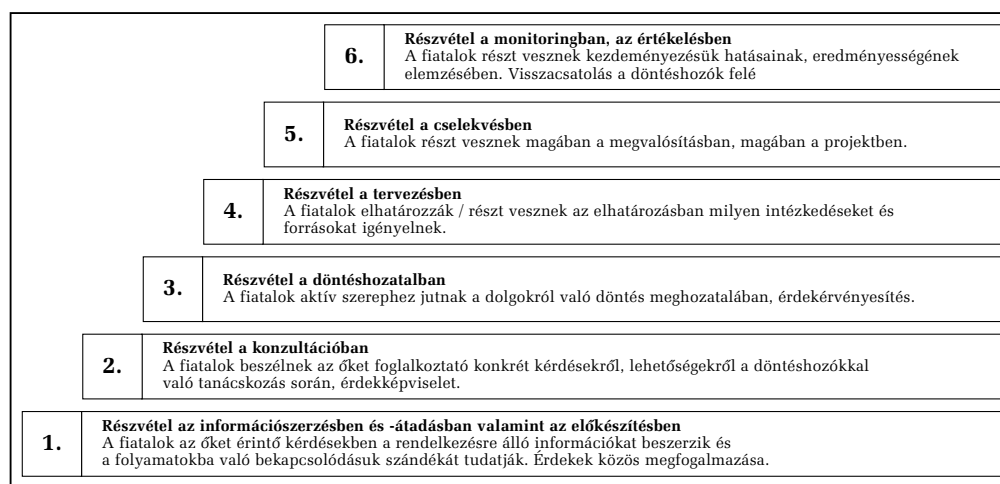 6.
Részvétel a monitoringban, az értékelésben
A fiatalok részt vesznek kezdeményezésük hatásainak, eredményességének
elemzésében. Visszacsatolás a döntéshozók felé
5.
Részvétel a cselekvésben
A fiatalok részt vesznek magában a megvalósításban, magában a projektben.
4.
Részvétel a tervezésben
A fiatalok elhatározzák / részt vesznek az elhatározásban milyen intézkedéseket és
forrásokat igényelnek.
3.
Részvétel a döntéshozatalban
A fiatalok aktív szerephez jutnak a dolgokról való döntés meghozatalában, érdekérvényesítés.
2.
Részvétel a konzultációban
A fiatalok beszélnek az őket foglalkoztató konkrét kérdésekről, lehetőségekről a döntéshozókkal
való tanácskozás során, érdekképviselet.
1.
Részvétel az információszerzésben és -átadásban valamint az előkészítésben
A fiatalok az őket érintő kérdésekben a rendelkezésre álló információkat beszerzik és
a folyamatokba való bekapcsolódásuk szándékát tudatják. Érdekek közös megfogalmazása.